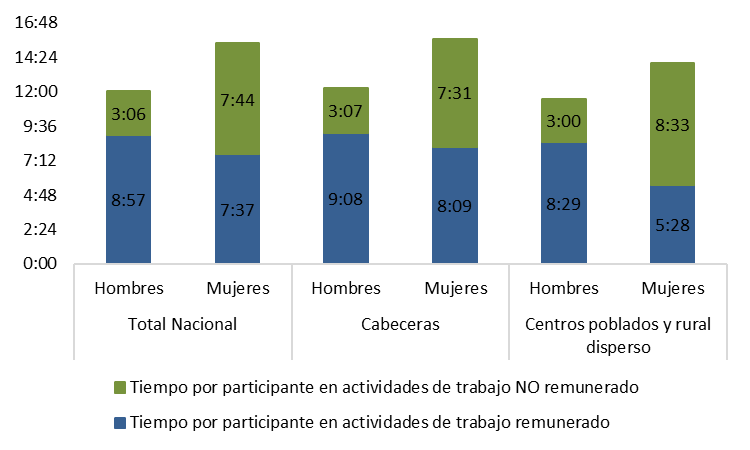 16:48
14:24
12:00
9:36
7:12
4:48
2:24
0:00
3:06 7:44 3:07 7:31 3:00 8:33
8:57 7:37 9:08 8:09 8:29 5:28
Hombres Mujeres Hombres Mujeres Hombres Mujeres
Total Nacional Cabeceras Centros poblados y rural
disperso
Tiempo por participante en actividades de trabajo NO remunerado
Tiempo por participante en actividades de trabajo remunerado